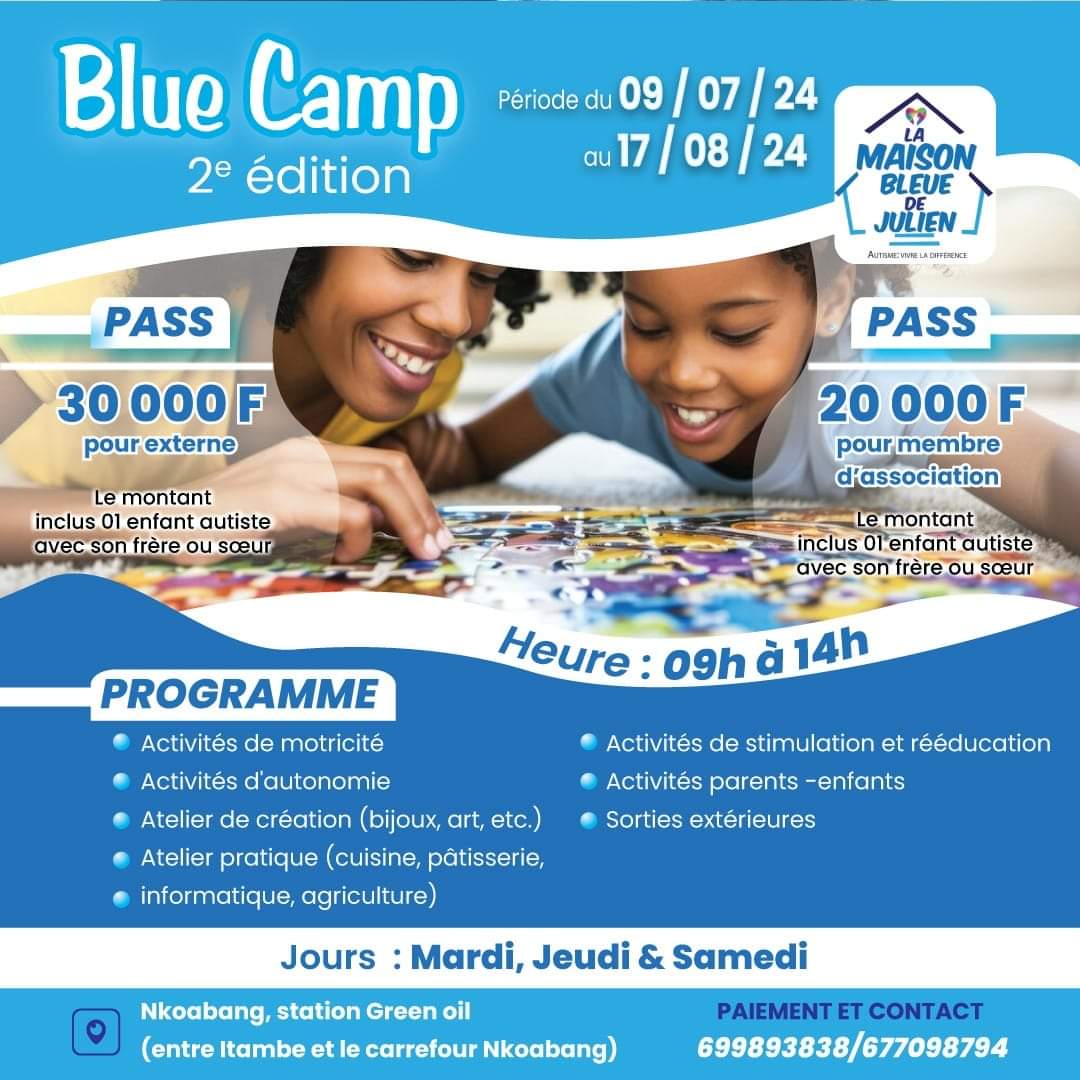 Blue Camp
2e édition
Période du 09 / 07 / 24
au 17 / 08 / 24
LA
MAISON
BLEUE
DE
JULIEN
AUTISME: VIVRE LA DIFFÉRENCE
PASS
30 000 F
pour externe
Le montant
inclus 01 enfant autiste
avec son frère ou sœur
PASS
20 000 F
pour membre
d'association
Le montant
inclus 01 enfant autiste
avec son frère ou sœur
Heure : 09h à 14h
PROGRAMME
Activités de motricité
Activités d'autonomie
Atelier de création (bijoux, art, etc.)
Atelier pratique (cuisine, pâtisserie,
informatique, agriculture)
Activités de stimulation et rééducation
Activités parents -enfants
Sorties extérieures
Jours : Mardi, Jeudi & Samedi
Nkoabang, station Green oil
(entre Itambe et le carrefour Nkoabang)
PAIEMENT ET CONTACT
699893838/677098794